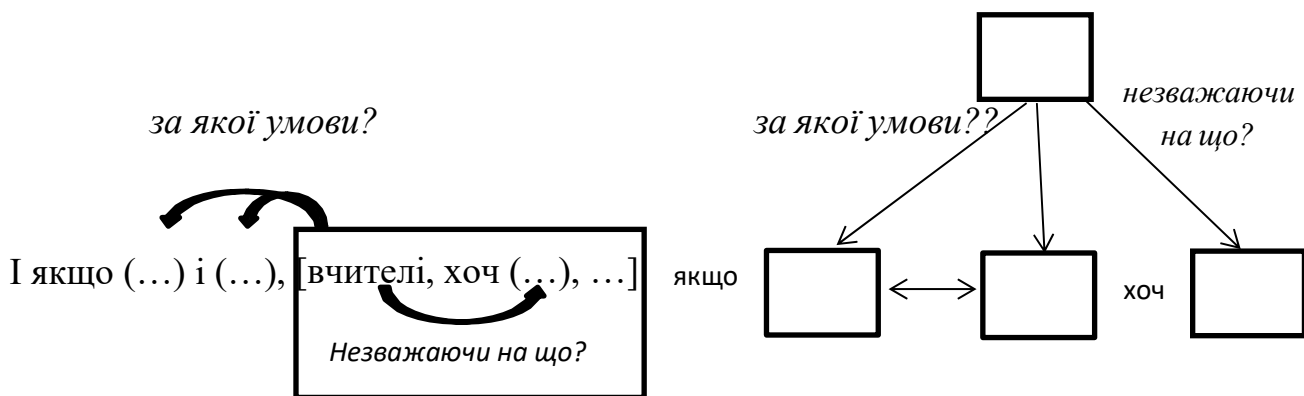 за якої умови?
І якщо (…) і (…), [вчителі, хоч (…), …]
Незважаючи на що?
за якої умови??
незважаючи
на що?
якщо
хоч